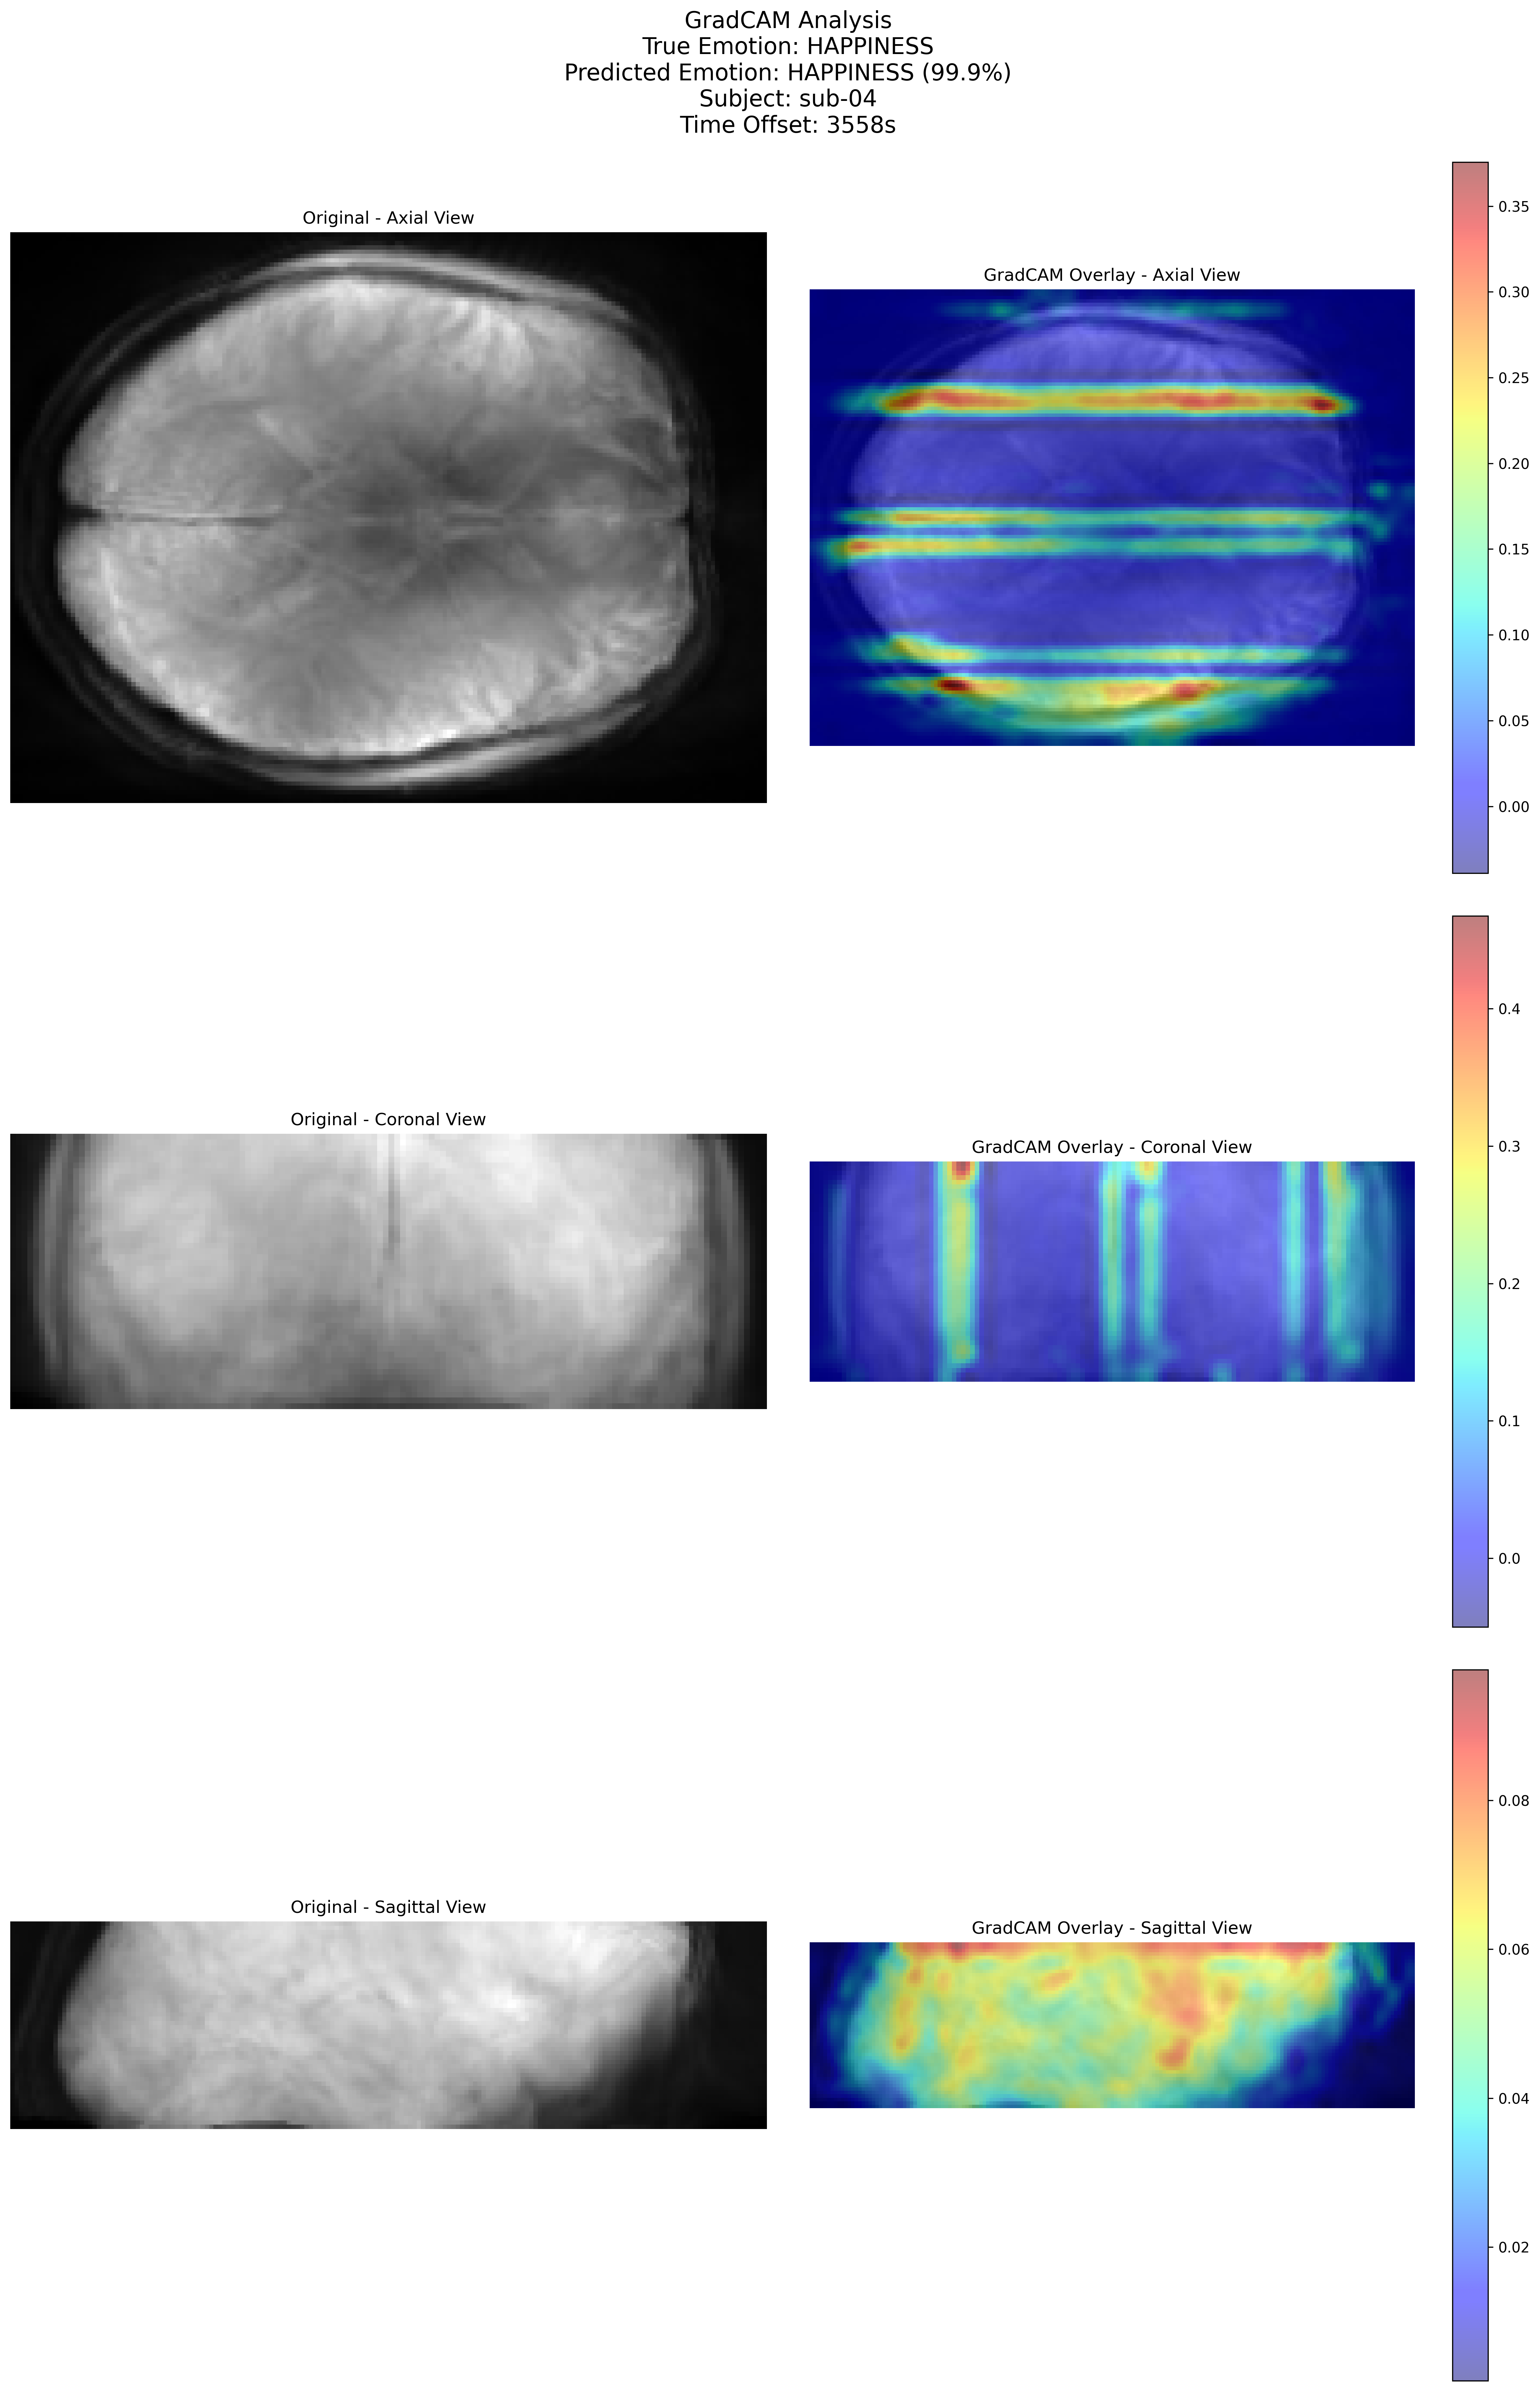 GradCAM Analysis
True Emotion: HAPPINESS
Predicted Emotion: HAPPINESS (99.9%)
Subject: sub-04
Time Offset: 3558s
Original - Axial View
GradCAM Overlay - Axial View
0.35
0.30
0.25
0.20
0.15
0.10
0.05
0.00
Original - Coronal View
GradCAM Overlay - Coronal View
0.4
0.3
0.2
0.1
0.0
Original - Sagittal View
GradCAM Overlay - Sagittal View
0.08
0.06
0.04
0.02